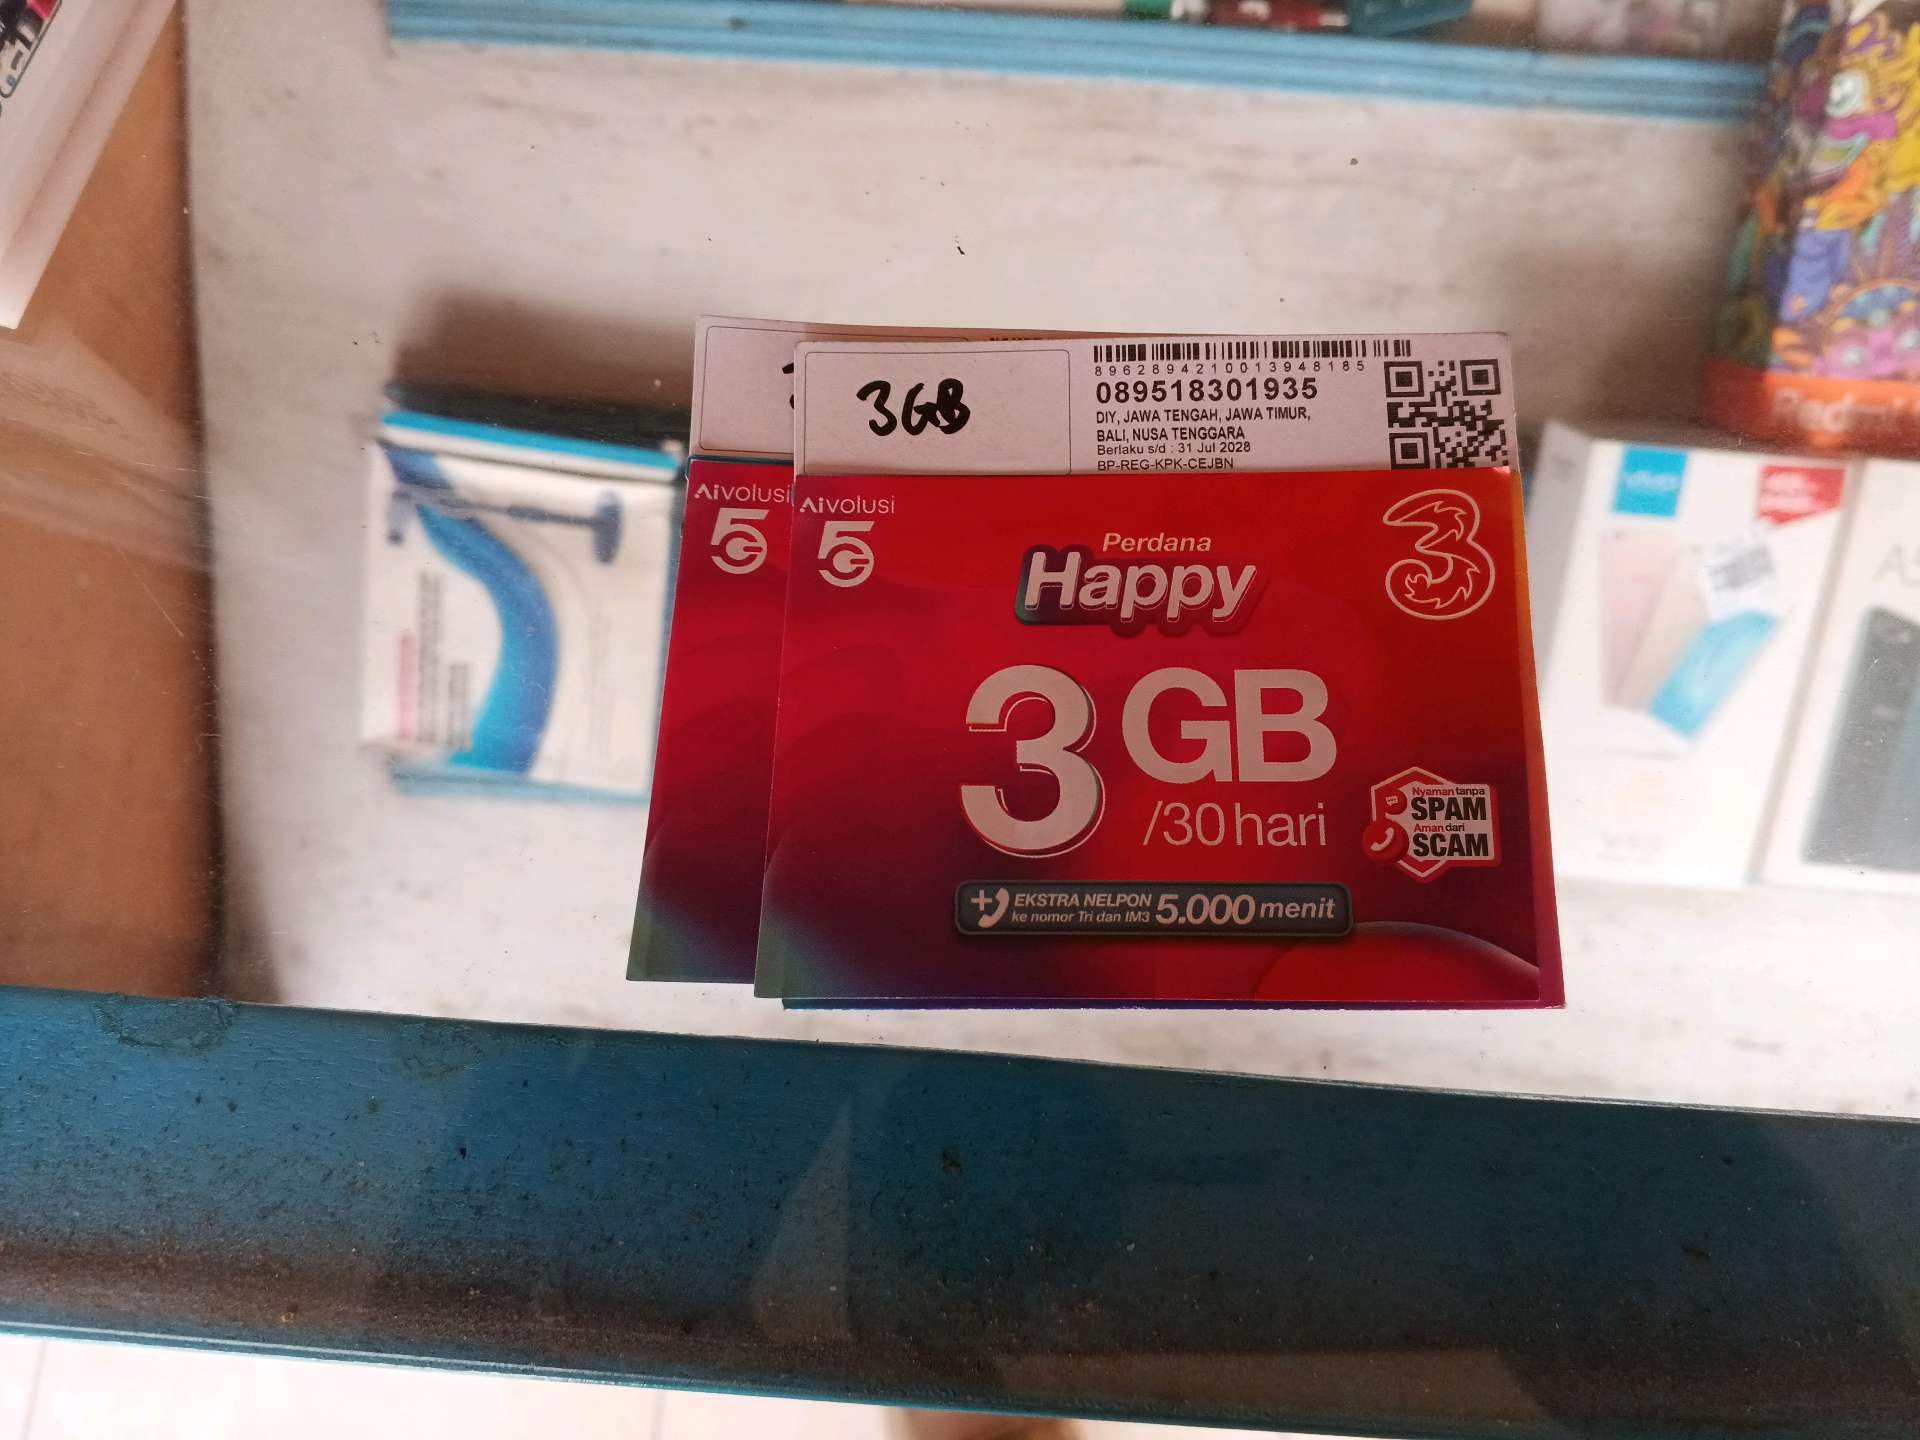 3GB
8962894210013948185
089518301935
DIY, JAWA TENGAH, JAWA TIMUR,
BALI, NUSA TENGGARA
Berlaku s/d : 31 Jul 2028
BP-REG-KPK-CEJBN
Aivolusi
5G
Aivolusi
5G
Perdana
Happy
3
3 GB
/30 hari
Nyaman tanpa
SPAM
Aman dari
SCAM
+ EKSTRA NELPON
ke nomor Tri dan IM3 5.000 menit
vivo
Redmi